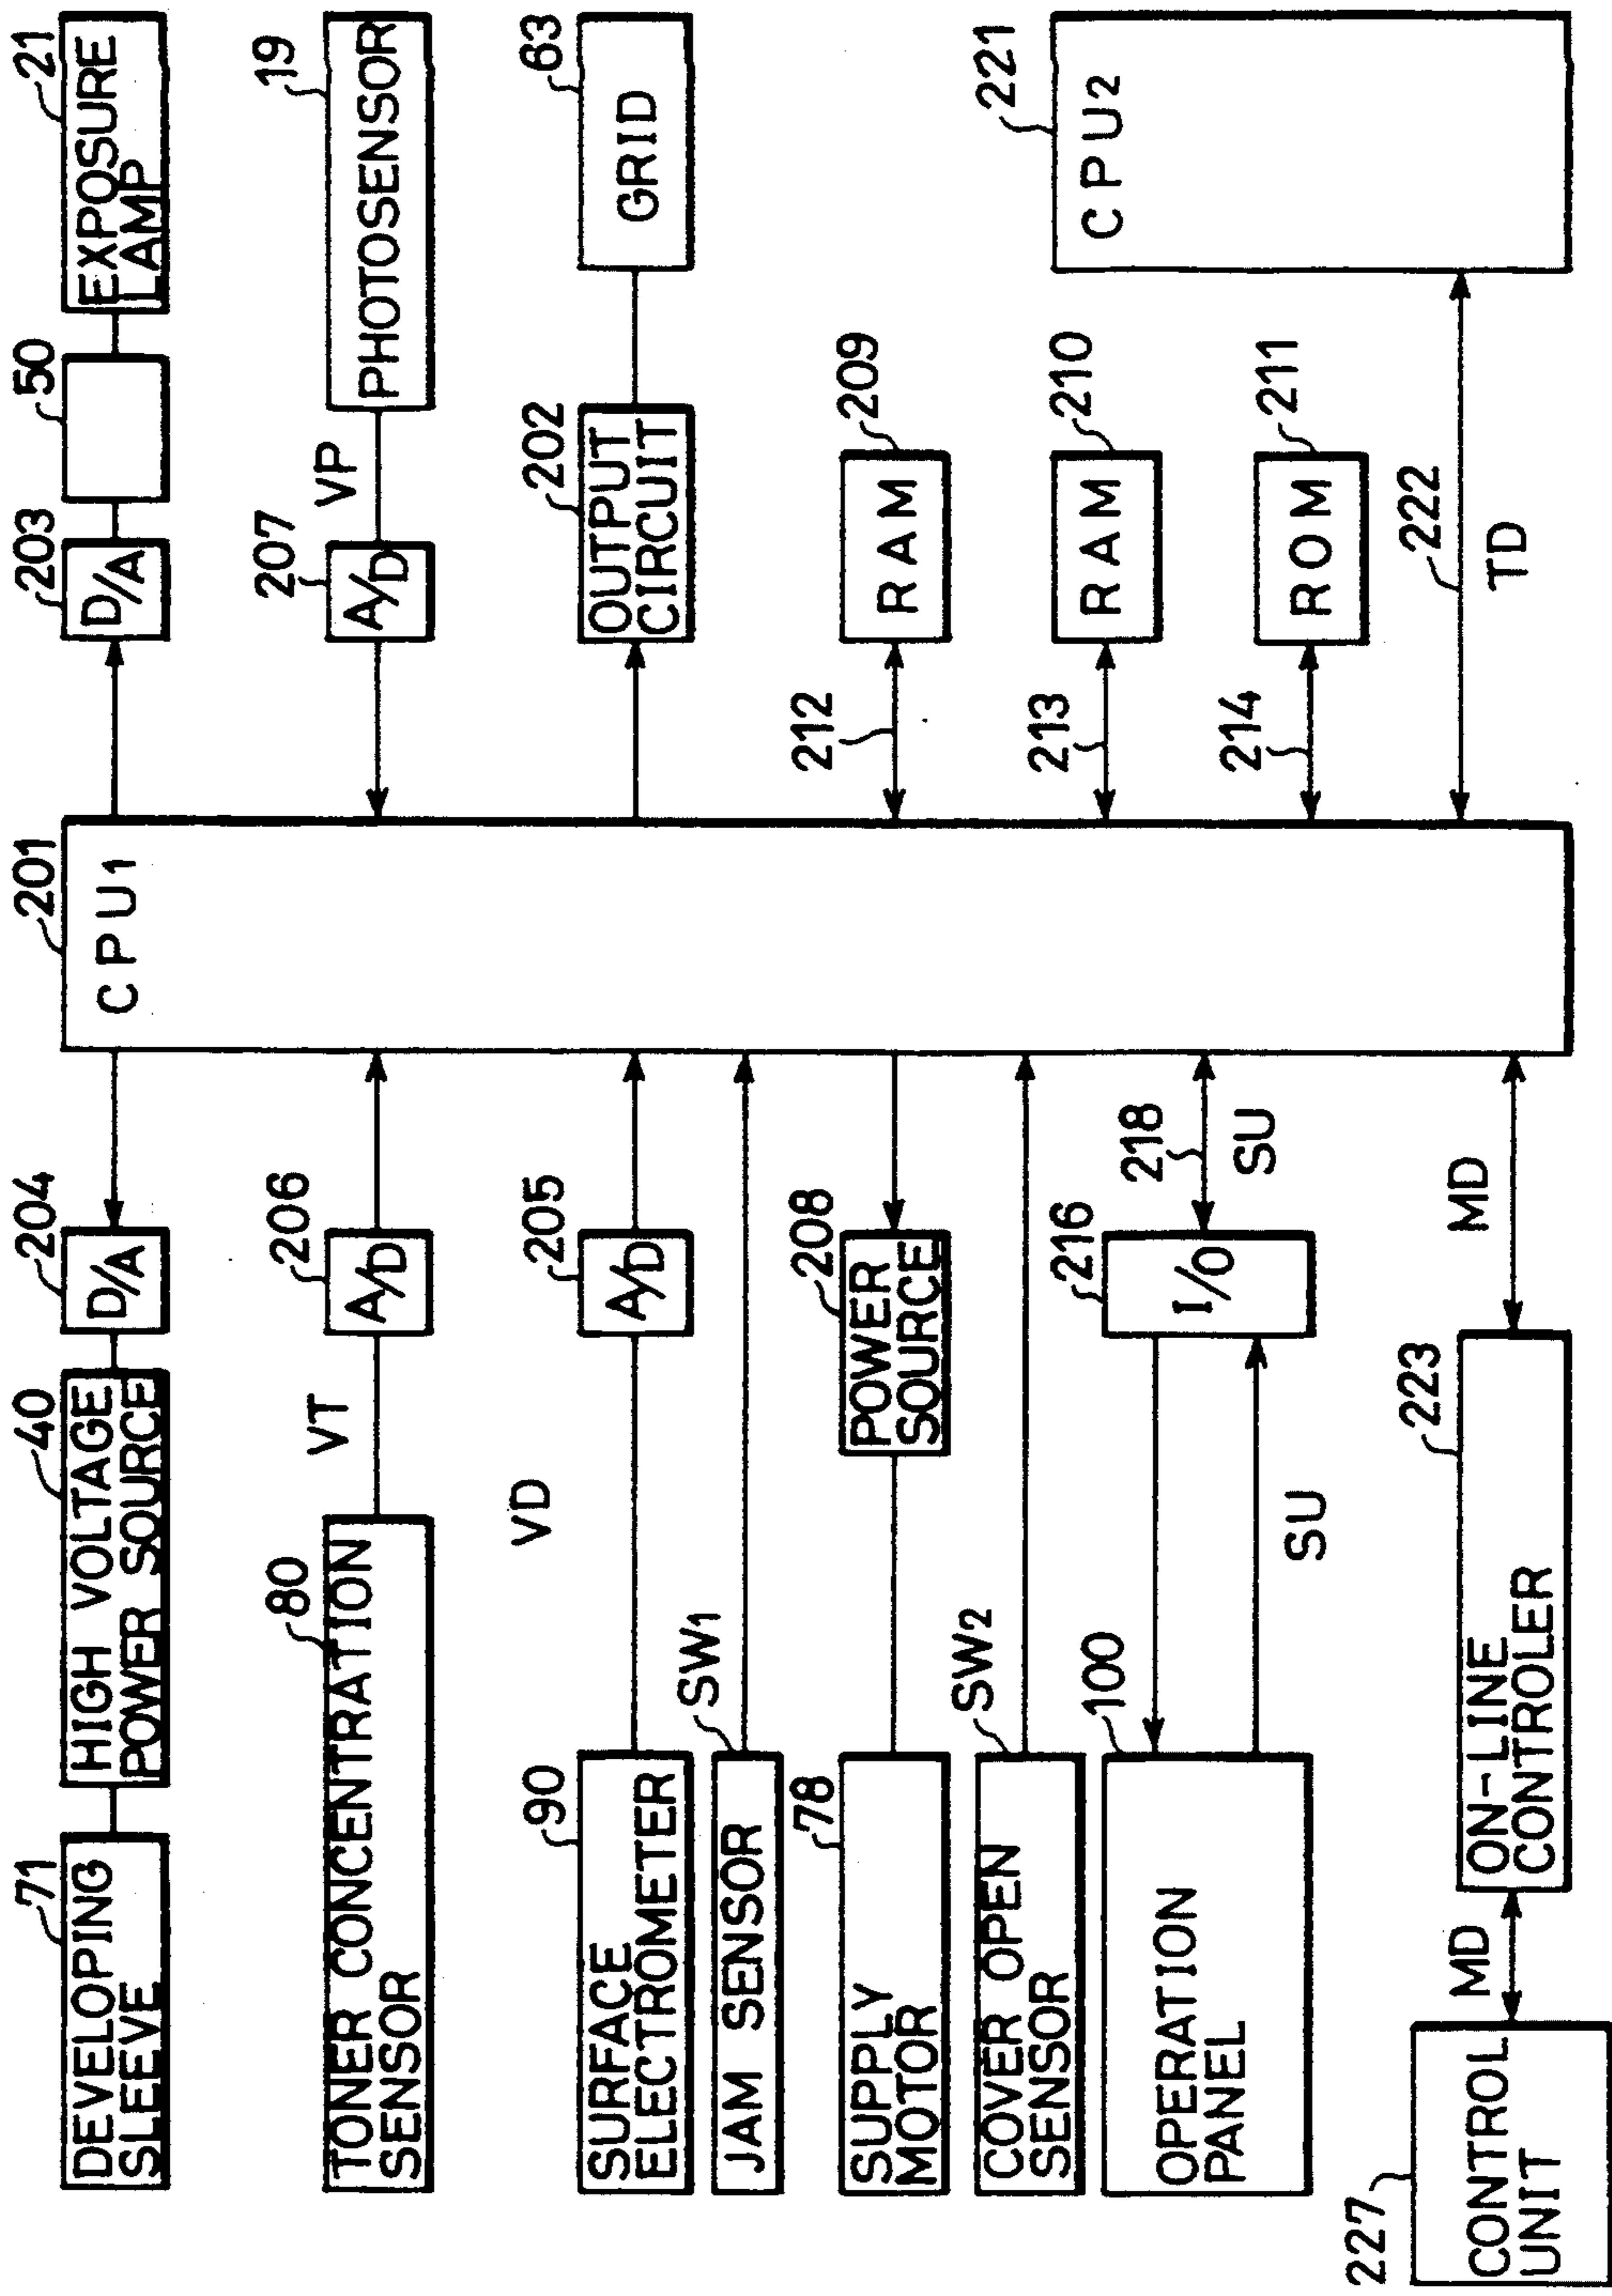 71
DEVELOPING
SLEEVE
40
HIGH VOLTAGE
POWER SOURCE
204
D/A
201
CPU1
203
D/A
50
21
EXPOSURE
LAMP
80
TONER CONCENTRATION
SENSOR
VT
206
A/D
207
A/D
VP
19
PHOTOSENSOR
90
SURFACE
ELECTROMETER
VD
205
A/D
202
OUTPUT
CIRCUIT
63
GRID
JAM SENSOR
SW1
78
SUPPLY
MOTOR
208
POWER
SOURCE
212
RAM
209
COVER OPEN
SENSOR
SW2
100
OPERATION
PANEL
SU
216
I/O
218
SU
213
RAM
210
214
ROM
211
221
CPU2
222
TD
227
CONTROL
UNIT
MD
223
ON-LINE
CONTROLER
MD